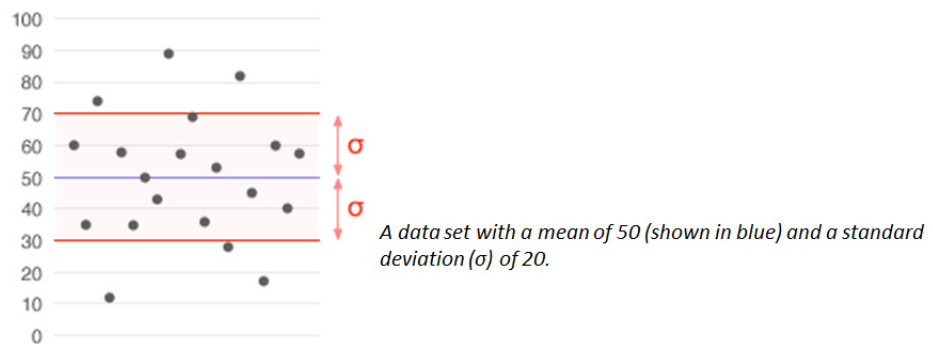 100
90
80
70
60
50
40
30
20
10
0
σ
σ
A data set with a mean of 50 (shown in blue) and a standard
deviation (σ) of 20.